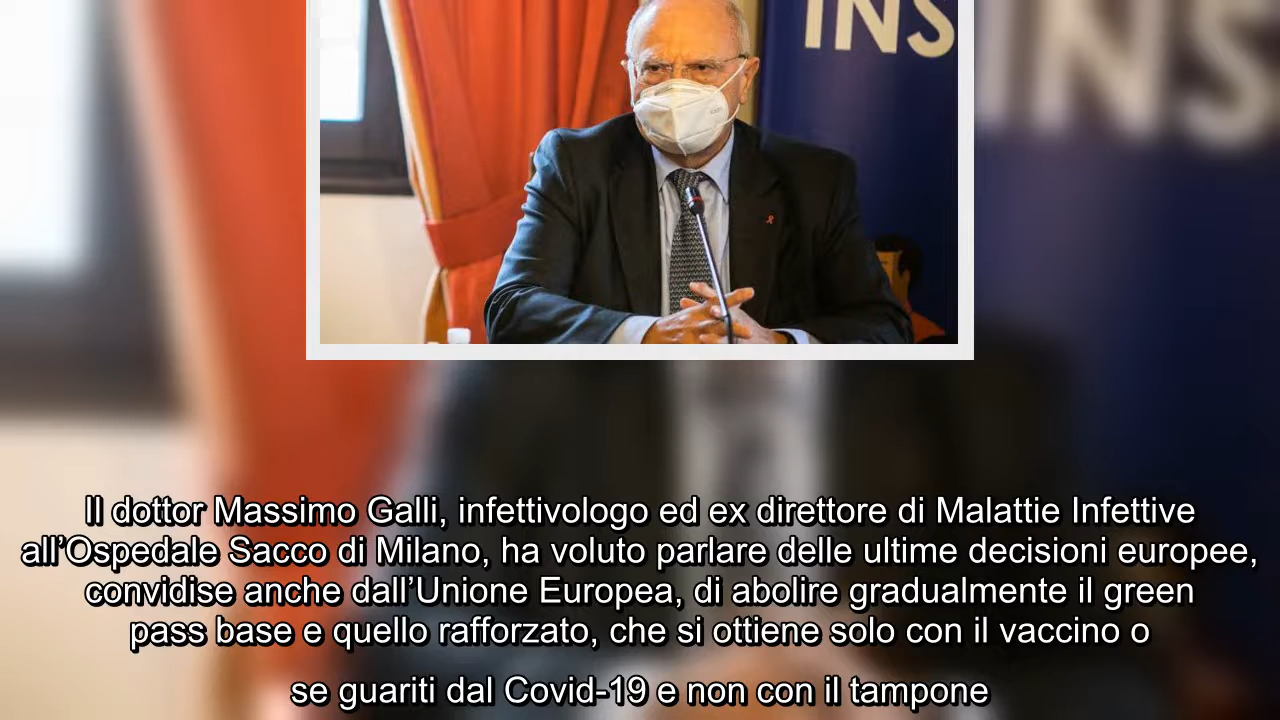 INS
INS
Il dottor Massimo Galli, infettivologo ed ex direttore di Malattie Infettive
all’Ospedale Sacco di Milano, ha voluto parlare delle ultime decisioni europee,
convidise anche dall’Unione Europea, di abolire gradualmente il green
pass base e quello rafforzato, che si ottiene solo con il vaccino o
se guariti dal Covid-19 e non con il tampone